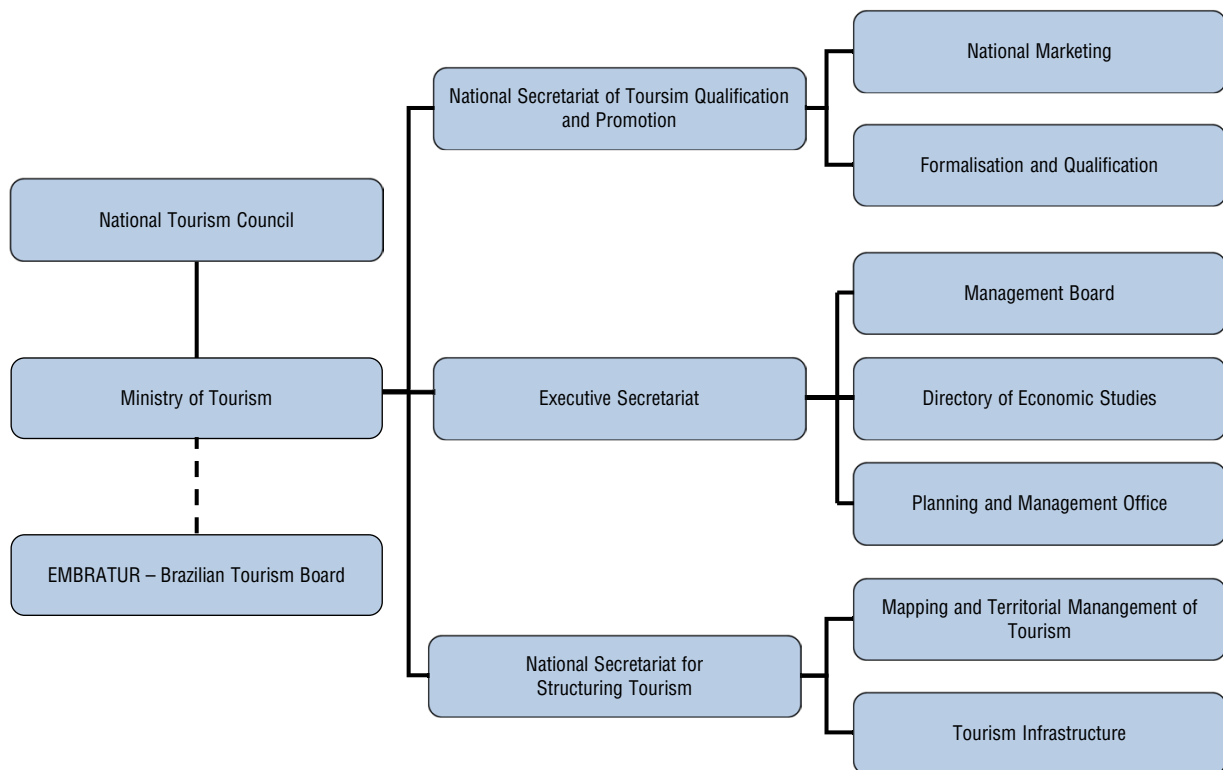 National Marketing
National Secretariat of Toursim Qualification
and Promotion
Formalisation and Qualification
National Tourism Council
Management Board
Ministry of Tourism
Executive Secretariat
Directory of Economic Studies
Planning and Management Office
EMBRATUR – Brazilian Tourism Board
Mapping and Territorial Manangement of
Tourism
National Secretariat for
Structuring Tourism
Tourism Infrastructure